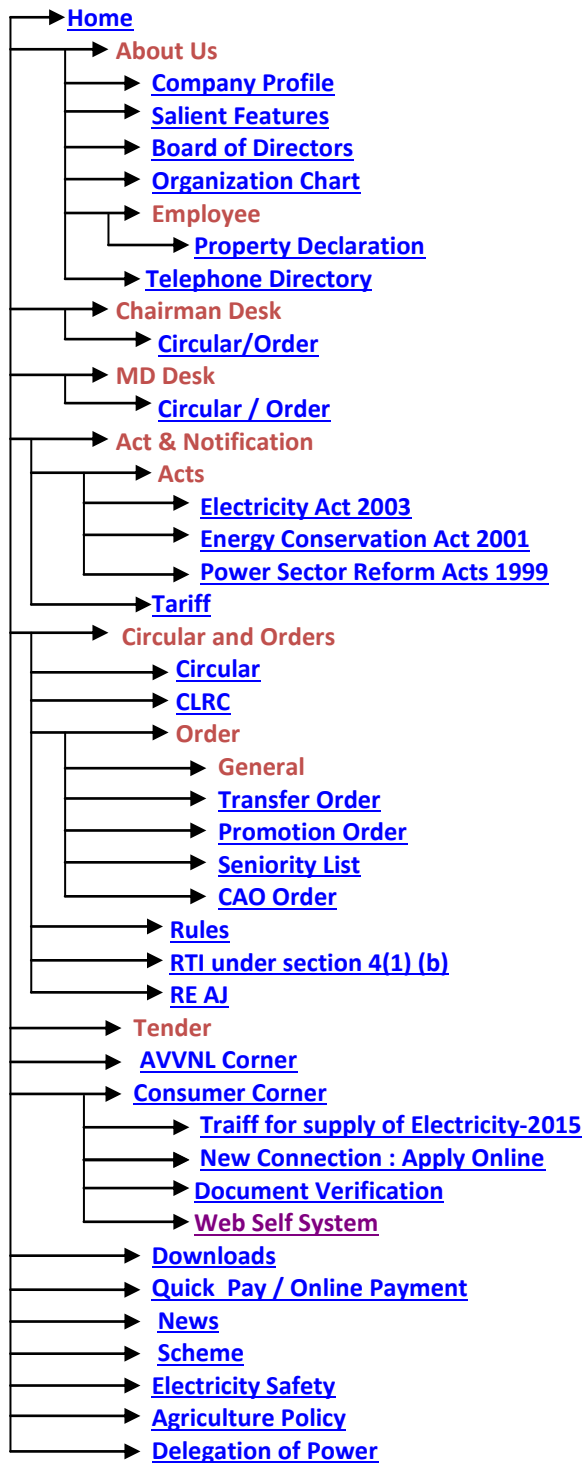 Home
About Us
Company Profile
Salient Features
Board of Directors
Organization Chart
Employee
Property Declaration
Telephone Directory
Chairman Desk
Circular/Order
MD Desk
Circular / Order
Act & Notification
Acts
Electricity Act 2003
Energy Conservation Act 2001
Power Sector Reform Acts 1999
Tariff
Circular and Orders
Circular
CLRC
Order
General
Transfer Order
Promotion Order
Seniority List
CAO Order
Rules
RTI under section 4(1) (b)
RE AJ
Tender
AVVNL Corner
Consumer Corner
Traiff for supply of Electricity-2015
New Connection : Apply Online
Document Verification
Web Self System
Downloads
Quick  Pay / Online Payment
News
Scheme
Electricity Safety
Agriculture Policy
Delegation of Power